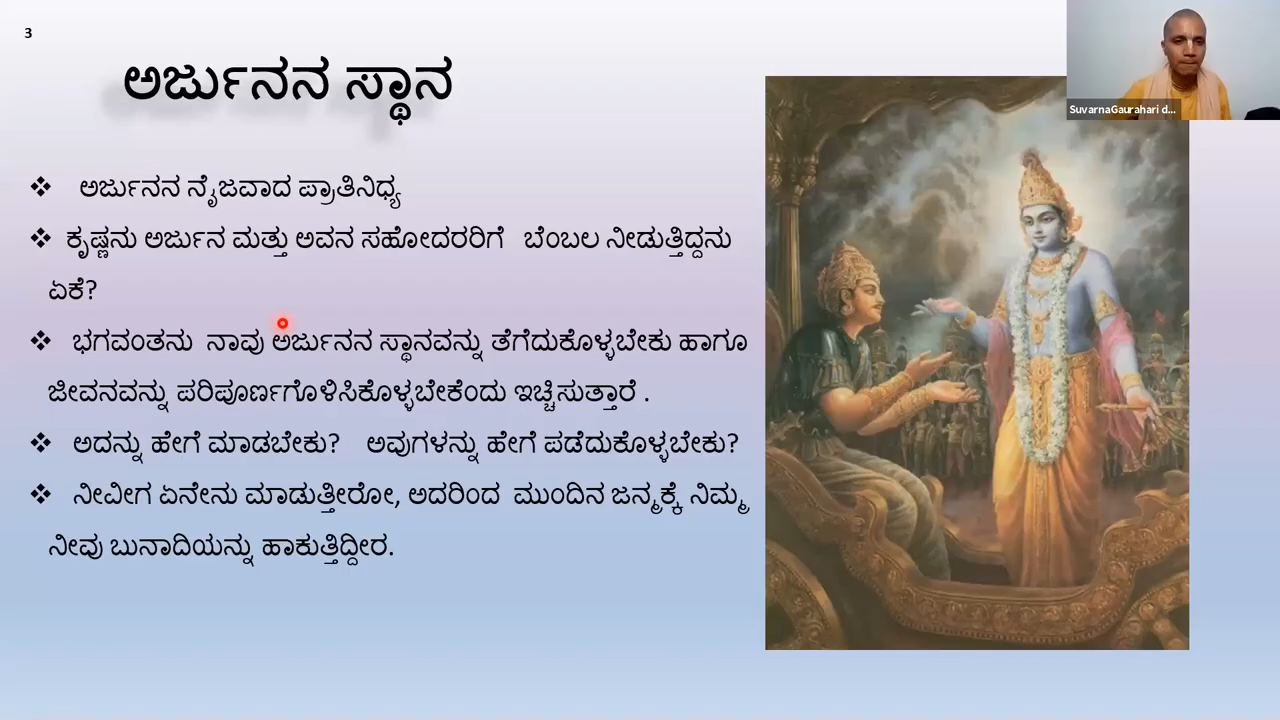 3
ಅರ್ಜುನನ ಸ್ಥಾನ
SuvarnaGaurahari d...
❖ ಅರ್ಜುನನ ನೈಜವಾದ ಪ್ರಾತಿನಿಧ್ಯ
❖ ಕೃಷ್ಣನು ಅರ್ಜುನ ಮತ್ತು ಅವನ ಸಹೋದರರಿಗೆ ಬೆಂಬಲ ನೀಡುತ್ತಿದ್ದನು
ಏಕೆ?
❖ ಭಗವಂತನು ನಾವು ಅರ್ಜುನನ ಸ್ಥಾನವನ್ನು ತೆಗೆದುಕೊಳ್ಳಬೇಕು ಹಾಗೂ
ಜೀವನವನ್ನು ಪರಿಪೂರ್ಣಗೊಳಿಸಿಕೊಳ್ಳಬೇಕೆಂದು ಇಚ್ಚಿಸುತ್ತಾರೆ .
❖ ಅದನ್ನು ಹೇಗೆ ಮಾಡಬೇಕು? ಅವುಗಳನ್ನು ಹೇಗೆ ಪಡೆದುಕೊಳ್ಳಬೇಕು?
❖ ನೀವೀಗ ಏನೇನು ಮಾಡುತ್ತೀರೋ, ಅದರಿಂದ ಮುಂದಿನ ಜನ್ಮಕ್ಕೆ ನಿಮ್ಮ
ನೀವು ಬುನಾದಿಯನ್ನು ಹಾಕುತ್ತಿದ್ದೀರ.